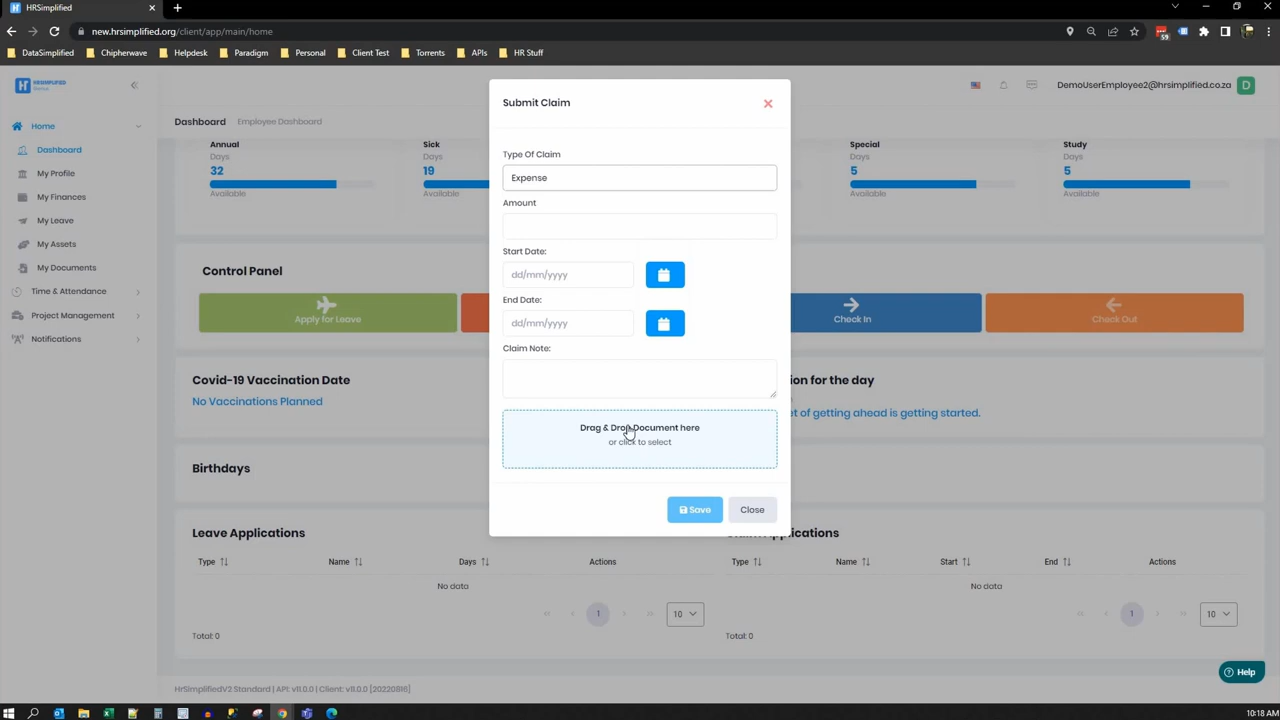 HRSimplified
new.hrsimplified.org/client/app/main/home
59
DataSimplified Chipherwave Helpdesk Paradigm Personal Client Test Torrents APIs HR Stuff
HRSIMPLIFIED
DemoUserEmployee2@hrsimplified.co.za D
Home
Dashboard
My Profile
My Finances
My Leave
My Assets
My Documents
Time & Attendance
Project Management
Notifications
Dashboard Employee Dashboard
Annual
Days
32
Available
Sick
Days
19
Available
Special
Days
5
Available
Study
Days
5
Available
Control Panel
Apply for Leave
Check In
Check Out
Covid-19 Vaccination Date
No Vaccinations Planned
ion for the day
et of getting ahead is getting started.
Birthdays
Leave Applications
Type Name Days Actions
No data
1 10
Total: 0
Applications
Type Name Start End Actions
No data
1 10
Total: 0
Submit Claim
Type Of Claim
Expense
Amount
Start Date:
dd/mm/yyyy
End Date:
dd/mm/yyyy
Claim Note:
Drag & Drop Document here
or click to select
Save Close
HrSimplifiedV2 Standard | API: v11.0.0 | Client: v11.0.0 [20220816]
Help
10:18 AM